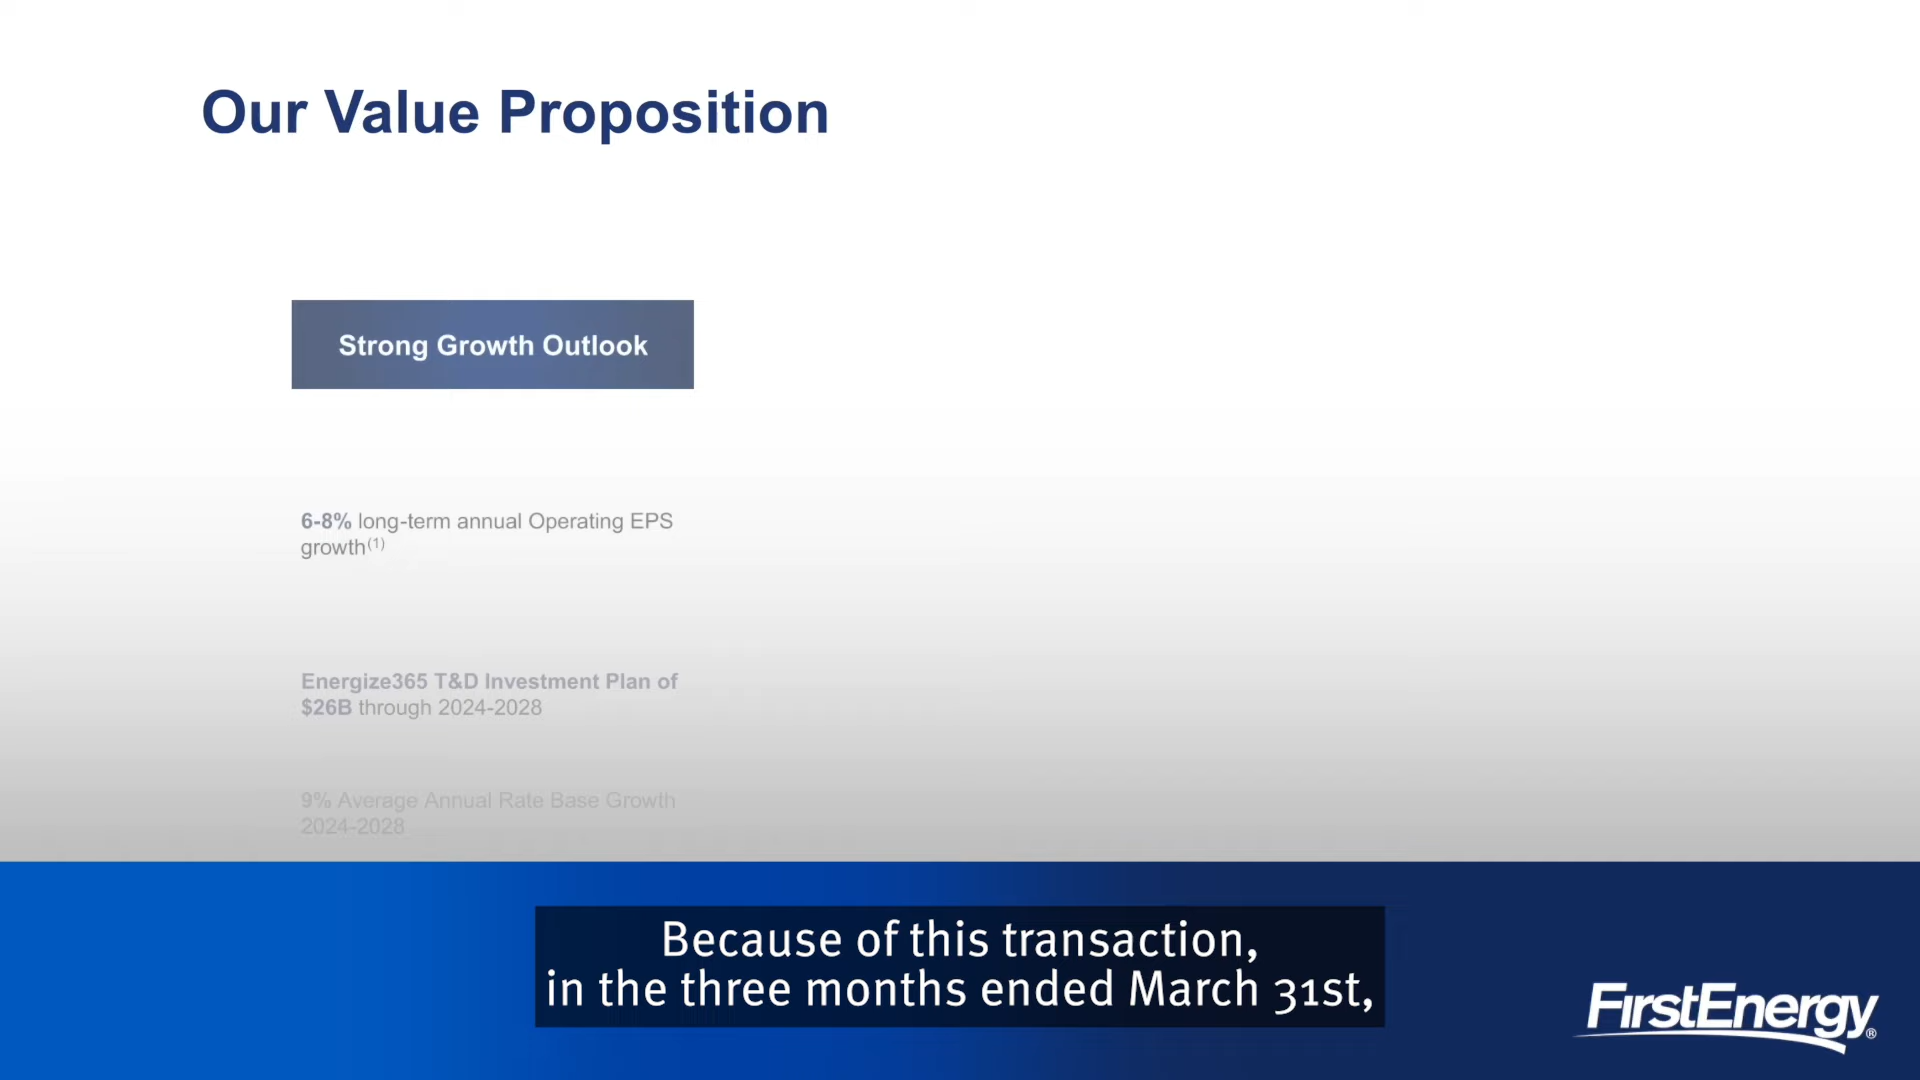 Our Value Proposition
Strong Growth Outlook
6-8% long-term annual Operating EPS
growth(1)
Energize365 T&D Investment Plan of
$26B through 2024-2028
9% Average Annual Rate Base Growth
2024-2028
Because of this transaction,
in the three months ended March 31st,
FirstEnergy®